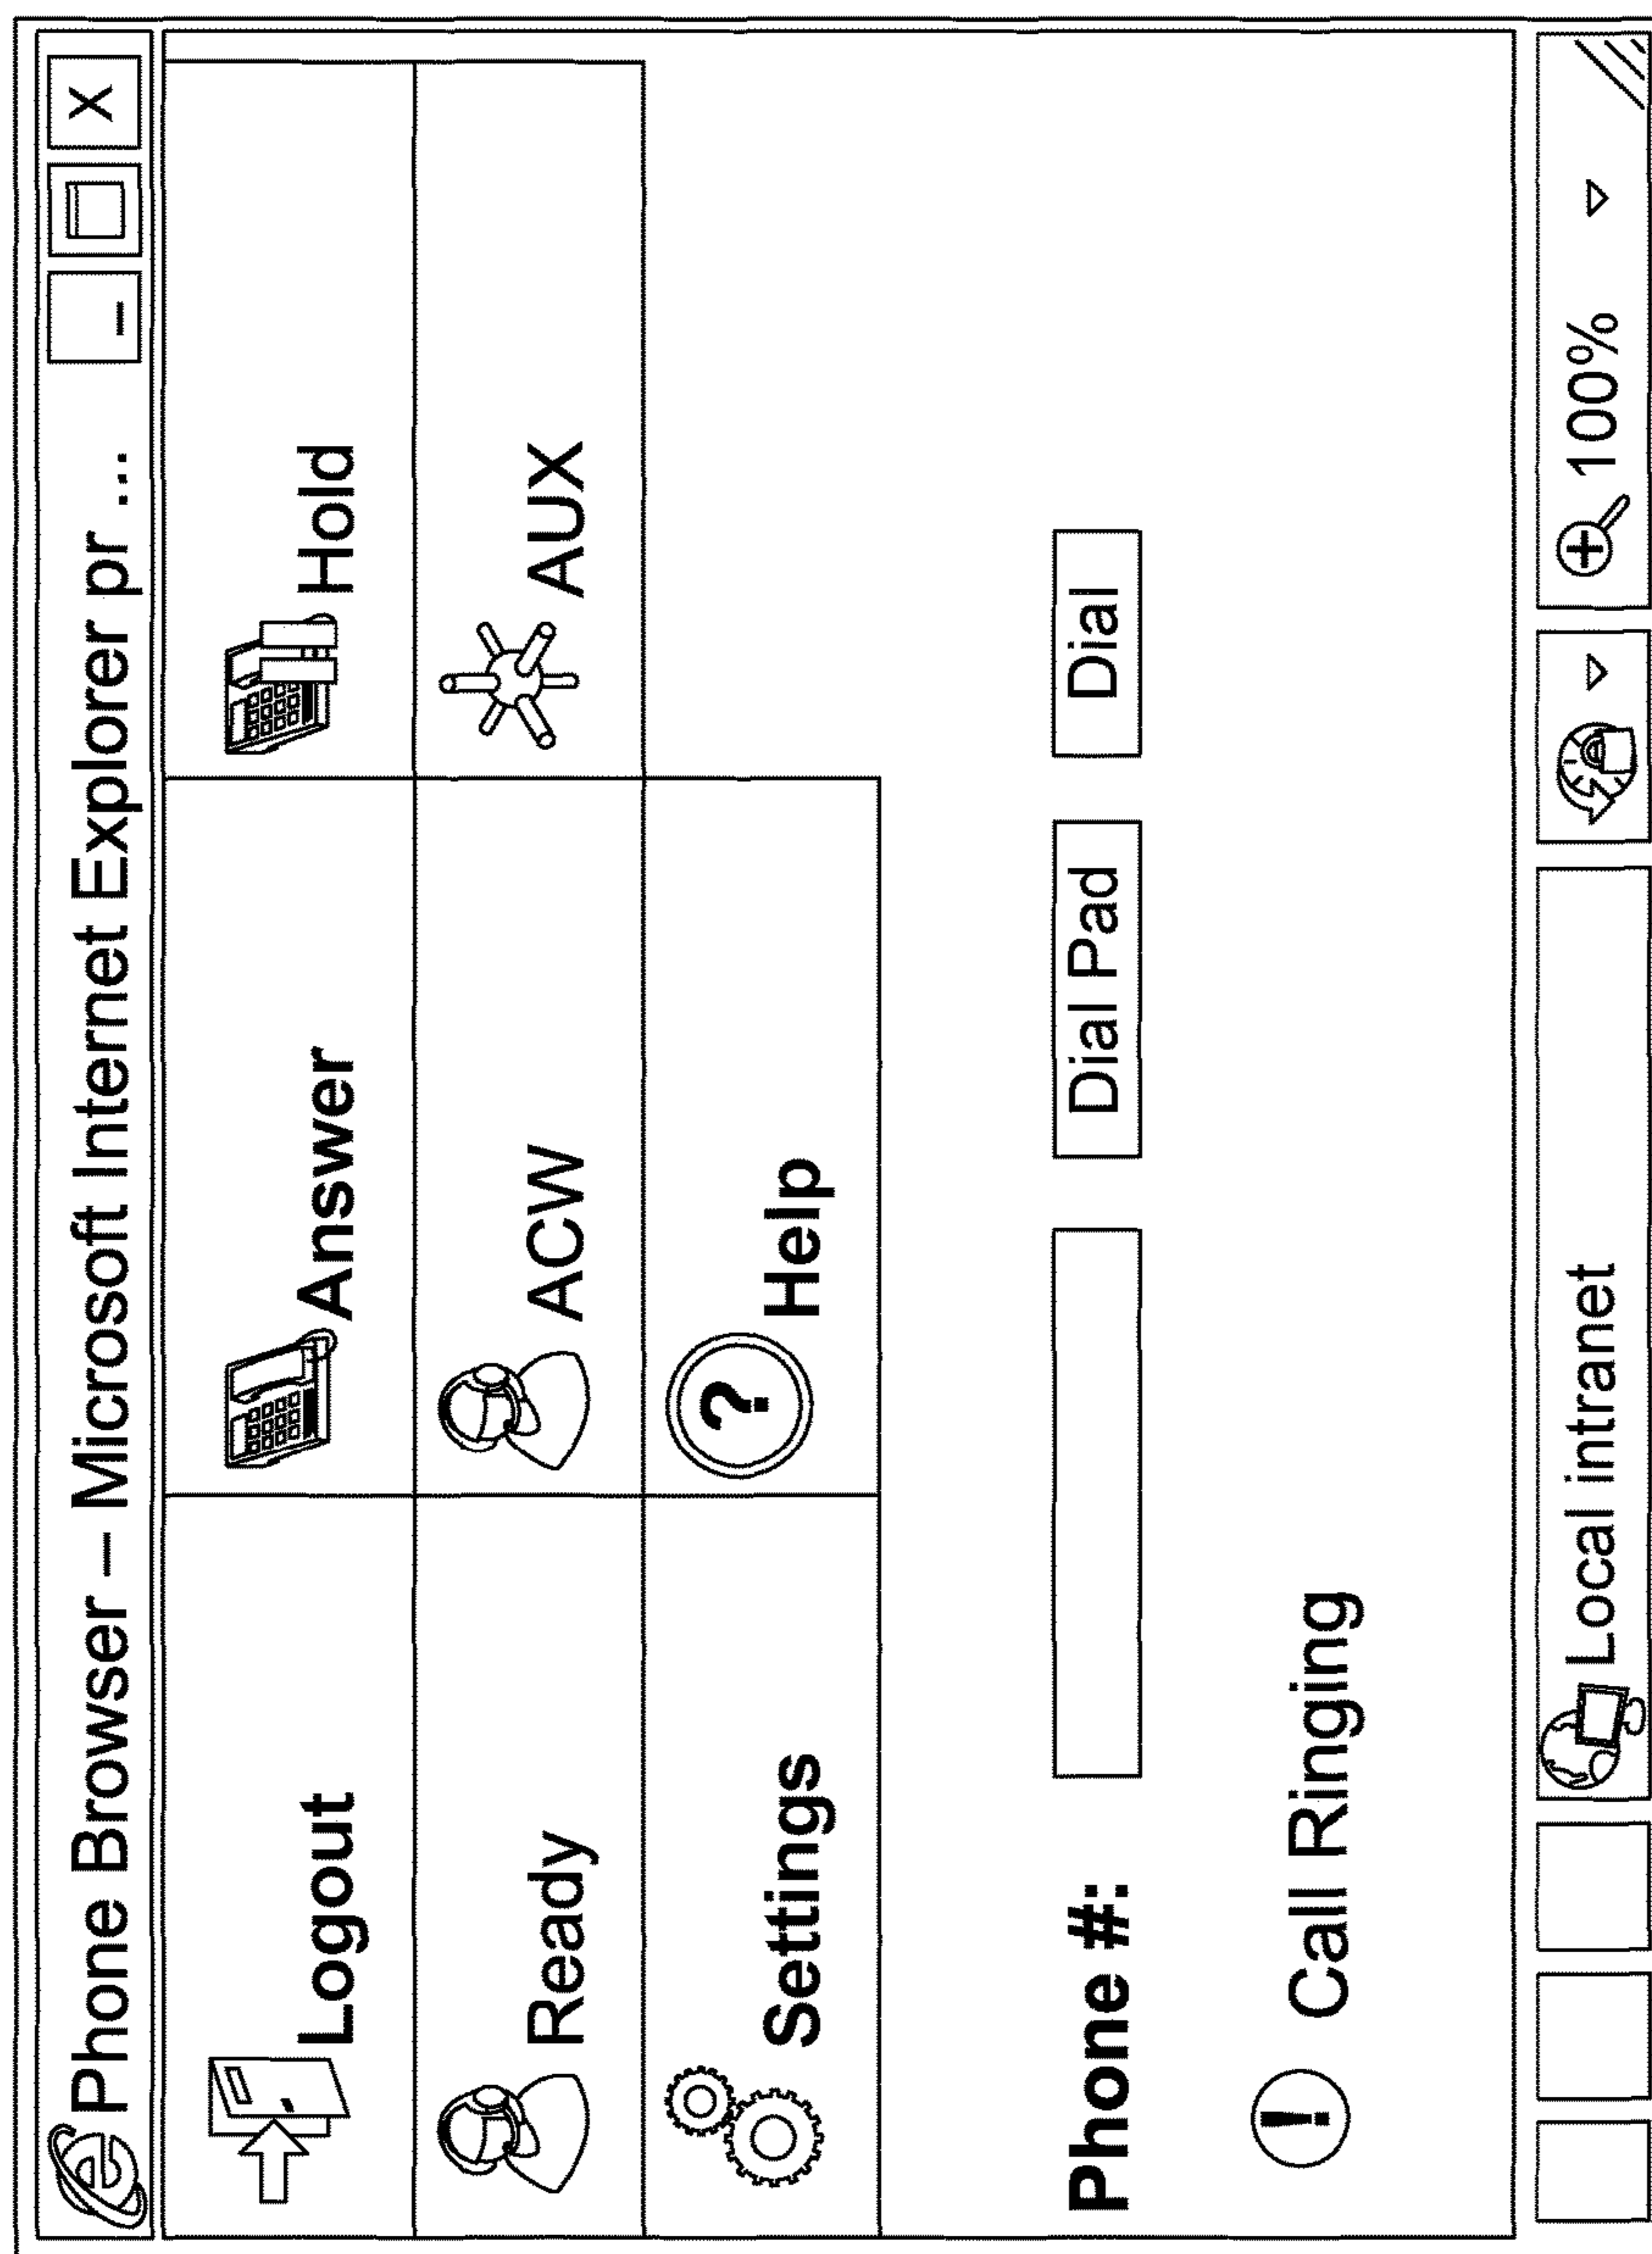 Phone Browser – Microsoft Internet Explorer pr ... _ X
Logout Answer Hold
Ready ACW AUX
Settings ? Help
Phone #: Dial Pad Dial
! Call Ringing
Local intranet 100%